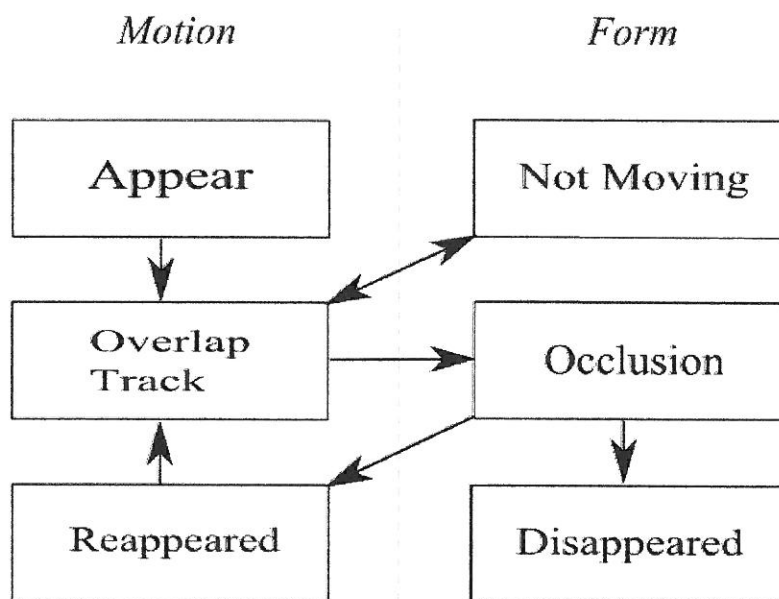 Motion
Form
Appear
Not Moving
Overlap
Track
Occlusion
Reappeared
Disappeared